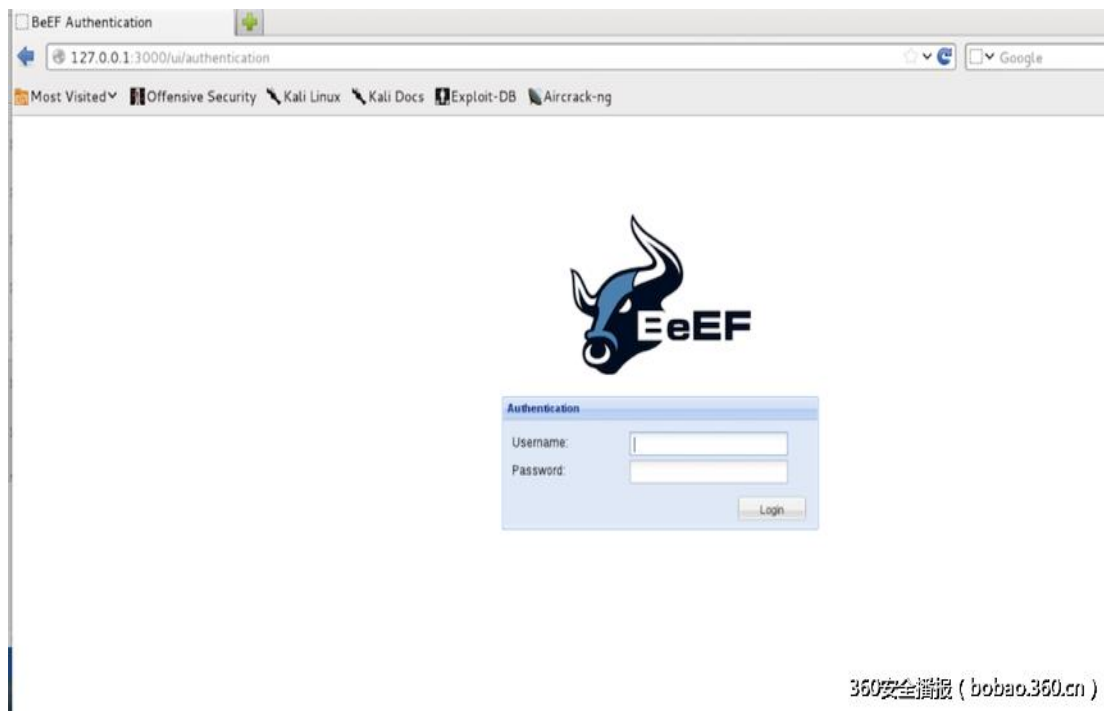 BeEF Authentication
127.0.0.1:3000/ui/authentication
Google
Most Visited Offensive Security Kali Linux Kali Docs Exploit-DB Aircrack-ng
BeEF
Authentication
Username:
Password:
Login
360安全播报 ( bobao.360.cn )